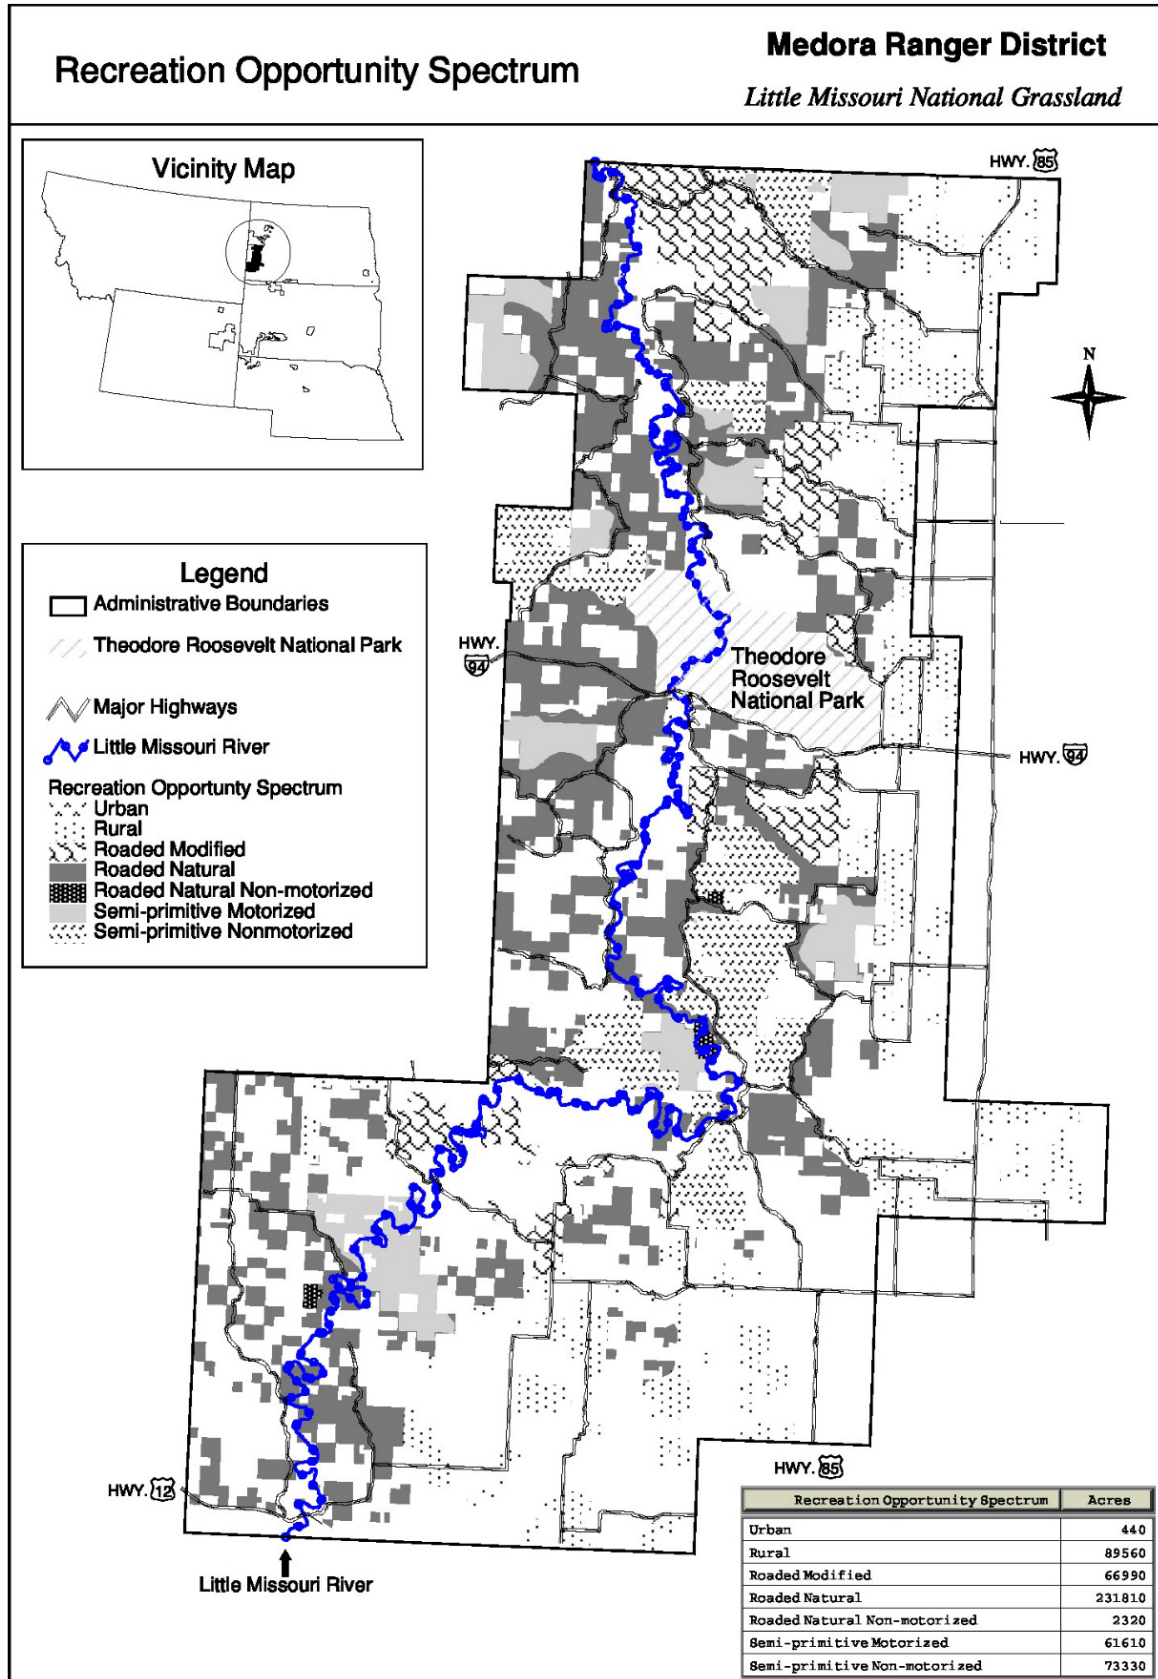 Recreation Opportunity Spectrum
Medora Ranger District
Little Missouri National Grassland
Vicinity Map
HWY. 85
N
Legend
Administrative Boundaries
Theodore Roosevelt National Park
Major Highways
Little Missouri River
Recreation Opportunty Spectrum
Urban
Rural
Roaded Modified
Roaded Natural
Roaded Natural Non-motorized
Semi-primitive Motorized
Semi-primitive Nonmotorized
HWY.
94
Theodore
Roosevelt
National Park
HWY. 94
HWY. 12
HWY. 85
Little Missouri River
Recreation Opportunity Spectrum Acres
Urban 440
Rural 89560
Roaded Modified 66990
Roaded Natural 231810
Roaded Natural Non-motorized 2320
Semi-primitive Motorized 61610
Semi-primitive Non-motorized 73330